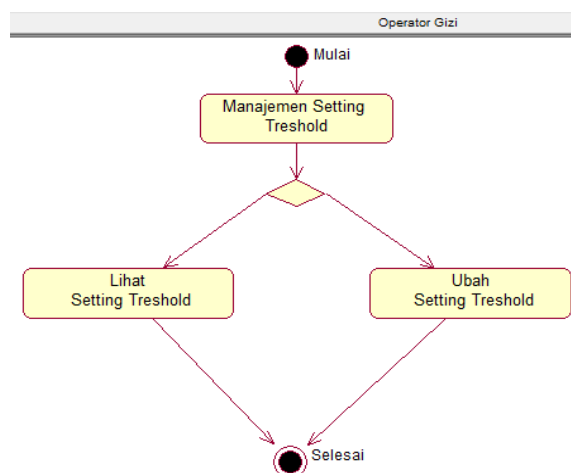 Operator Gizi
Mulai
Manajemen Setting
Treshold
Lihat
Setting Treshold
Ubah
Setting Treshold
Selesai